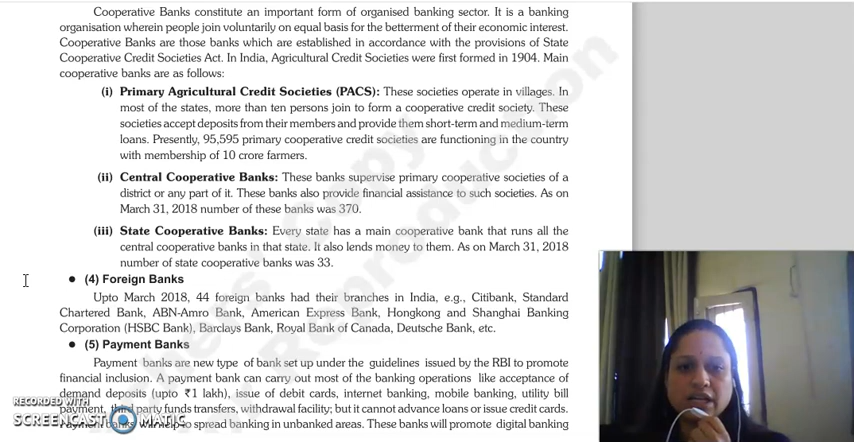 Cooperative Banks constitute an important form of organised banking sector. It is a banking
organisation wherein people join voluntarily on equal basis for the betterment of their economic interest.
Cooperative Banks are those banks which are established in accordance with the provisions of State
Cooperative Credit Societies Act. In India, Agricultural Credit Societies were first formed in 1904. Main
cooperative banks are as follows:
(i) Primary Agricultural Credit Societies (PACS): These societies operate in villages. In
most of the states, more than ten persons join to form a cooperative credit society. These
societies accept deposits from their members and provide them short-term and medium-term
loans. Presently, 95,595 primary cooperative credit societies are functioning in the country
with membership of 10 crore farmers.
(ii) Central Cooperative Banks: These banks supervise primary cooperative societies of a
district or any part of it. These banks also provide financial assistance to such societies. As on
March 31, 2018 number of these banks was 370.
(iii) State Cooperative Banks: Every state has a main cooperative bank that runs all the
central cooperative banks in that state. It also lends money to them. As on March 31, 2018
number of state cooperative banks was 33.
• (4) Foreign Banks
Upto March 2018, 44 foreign banks had their branches in India, e.g., Citibank, Standard
Chartered Bank, ABN-Amro Bank, American Express Bank, Hongkong and Shanghai Banking
Corporation (HSBC Bank), Barclays Bank, Royal Bank of Canada, Deutsche Bank, etc.
• (5) Payment Banks
Payment banks are new type of bank set up under the guidelines issued by the RBI to promote
financial inclusion. A payment bank can carry out most of the banking operations like acceptance of
demand deposits (upto ₹1 lakh), issue of debit cards, internet banking, mobile banking, utility bill
payment, third party funds transfers, withdrawal facility; but it cannot advance loans or issue credit cards.
Payment banks will help to spread banking in unbanked areas. These banks will promote digital banking
RECORDED WITH
SCREENCAST MATIC
Copy
Reproduction